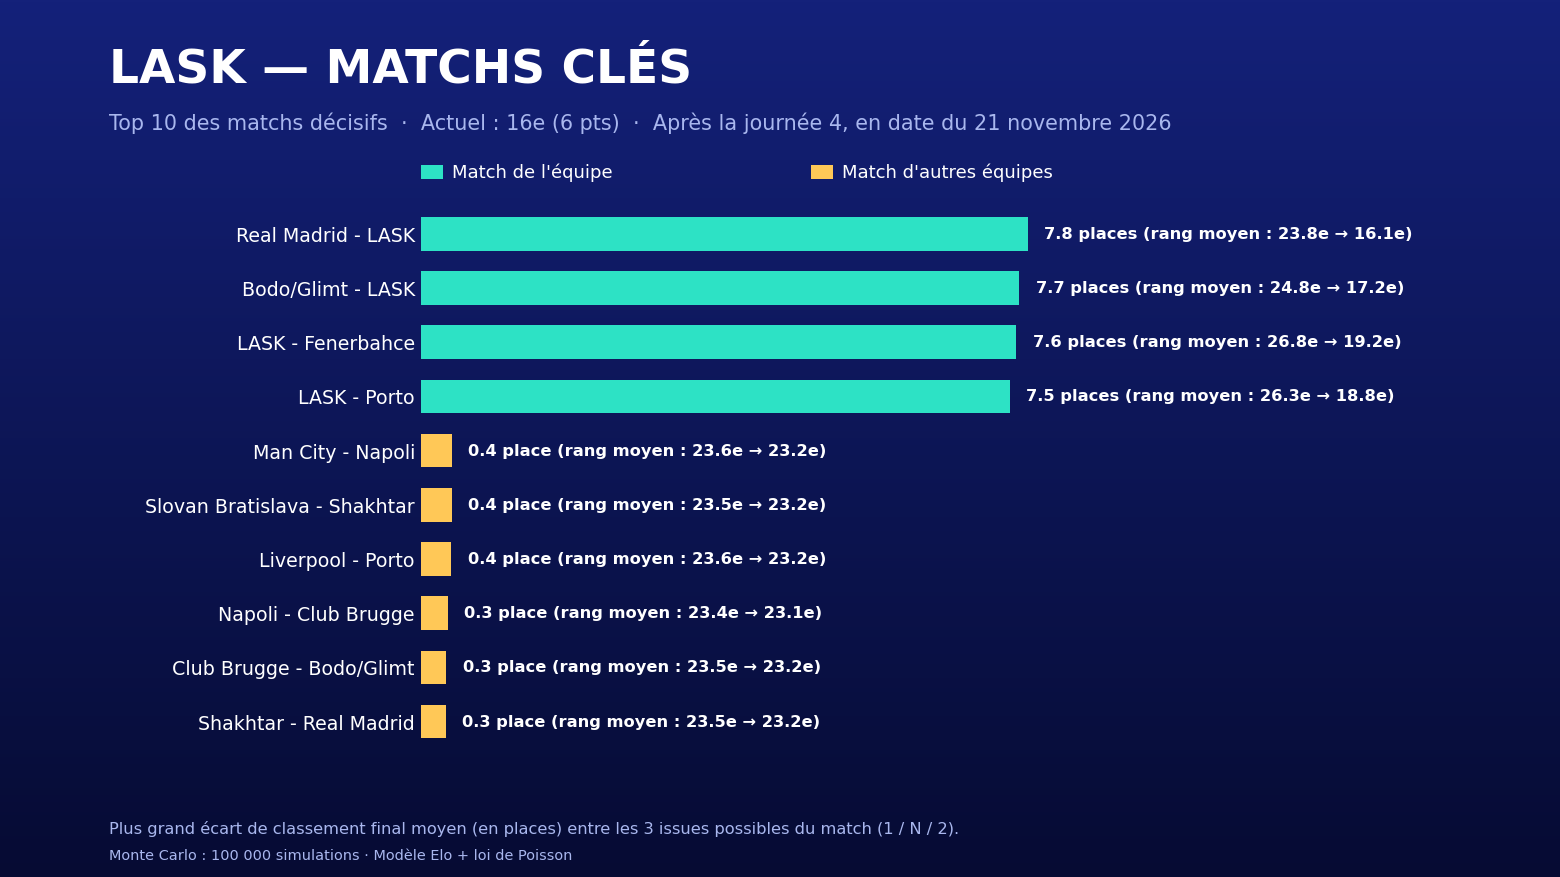 LASK — MATCHS CLÉS
Top 10 des matchs décisifs · Actuel : 16e (6 pts) · Après la journée 4, en date du 21 novembre 2026
Match de l'équipe
Match d'autres équipes
Real Madrid - LASK 7.8 places (rang moyen : 23.8e → 16.1e)
Bodo/Glimt - LASK 7.7 places (rang moyen : 24.8e → 17.2e)
LASK - Fenerbahce 7.6 places (rang moyen : 26.8e → 19.2e)
LASK - Porto 7.5 places (rang moyen : 26.3e → 18.8e)
Man City - Napoli 0.4 place (rang moyen : 23.6e → 23.2e)
Slovan Bratislava - Shakhtar 0.4 place (rang moyen : 23.5e → 23.2e)
Liverpool - Porto 0.4 place (rang moyen : 23.6e → 23.2e)
Napoli - Club Brugge 0.3 place (rang moyen : 23.4e → 23.1e)
Club Brugge - Bodo/Glimt 0.3 place (rang moyen : 23.5e → 23.2e)
Shakhtar - Real Madrid 0.3 place (rang moyen : 23.5e → 23.2e)
Plus grand écart de classement final moyen (en places) entre les 3 issues possibles du match (1 / N / 2).
Monte Carlo : 100 000 simulations · Modèle Elo + loi de Poisson